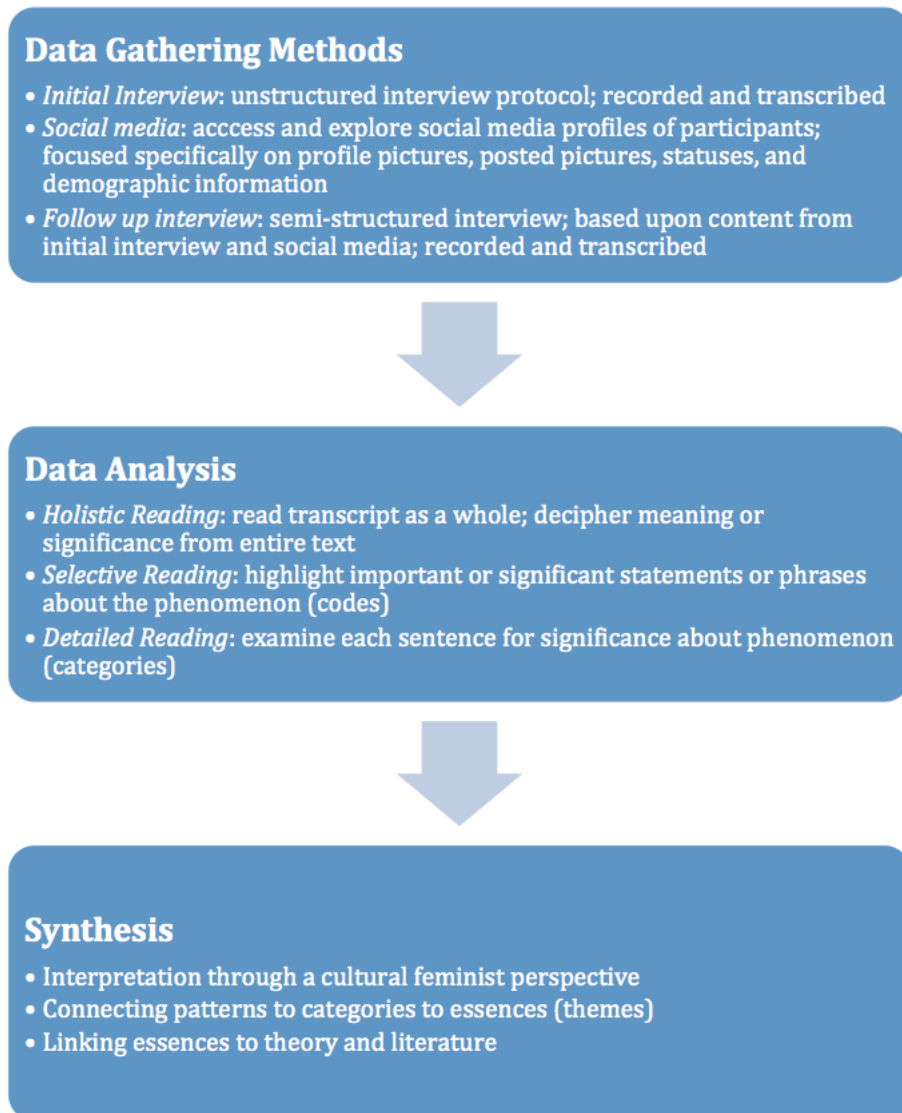 Data Gathering Methods
• Initial Interview: unstructured interview protocol; recorded and transcribed
• Social media: acccess and explore social media profiles of participants;
focused specifically on profile pictures, posted pictures, statuses, and
demographic information
• Follow up interview: semi-structured interview; based upon content from
initial interview and social media; recorded and transcribed
Data Analysis
• Holistic Reading: read transcript as a whole; decipher meaning or
significance from entire text
• Selective Reading: highlight important or significant statements or phrases
about the phenomenon (codes)
• Detailed Reading: examine each sentence for significance about phenomenon
(categories)
Synthesis
• Interpretation through a cultural feminist perspective
• Connecting patterns to categories to essences (themes)
• Linking essences to theory and literature